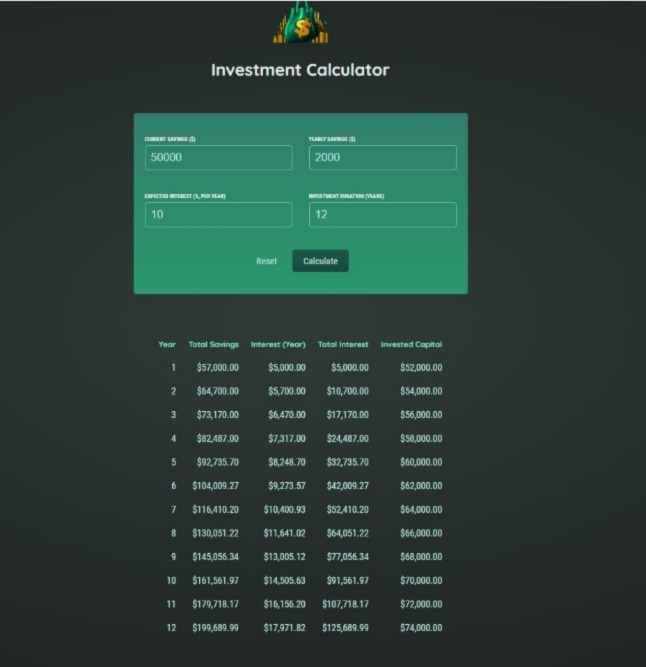 Investment Calculator
CURRENT SAVINGS ($) YEARLY SAVINGS ($)
50000 2000
EXPECTED INTEREST (%, PER YEAR) INVESTMENT DURATION (YEARS)
10 12
Reset Calculate
Year Total Savings Interest (Year) Total Interest Invested Capital
1 $57,000.00 $5,000.00 $5,000.00 $52,000.00
2 $64,700.00 $5,700.00 $10,700.00 $54,000.00
3 $73,170.00 $6,470.00 $17,170.00 $56,000.00
4 $82,487.00 $7,317.00 $24,487.00 $58,000.00
5 $92,735.70 $8,248.70 $32,735.70 $60,000.00
6 $104,009.27 $9,273.57 $42,009.27 $62,000.00
7 $116,410.20 $10,400.93 $52,410.20 $64,000.00
8 $130,051.22 $11,641.02 $64,051.22 $66,000.00
9 $145,056.34 $13,005.12 $77,056.34 $68,000.00
10 $161,561.97 $14,505.63 $91,561.97 $70,000.00
11 $179,718.17 $16,156.20 $107,718.17 $72,000.00
12 $199,689.99 $17,971.82 $125,689.99 $74,000.00